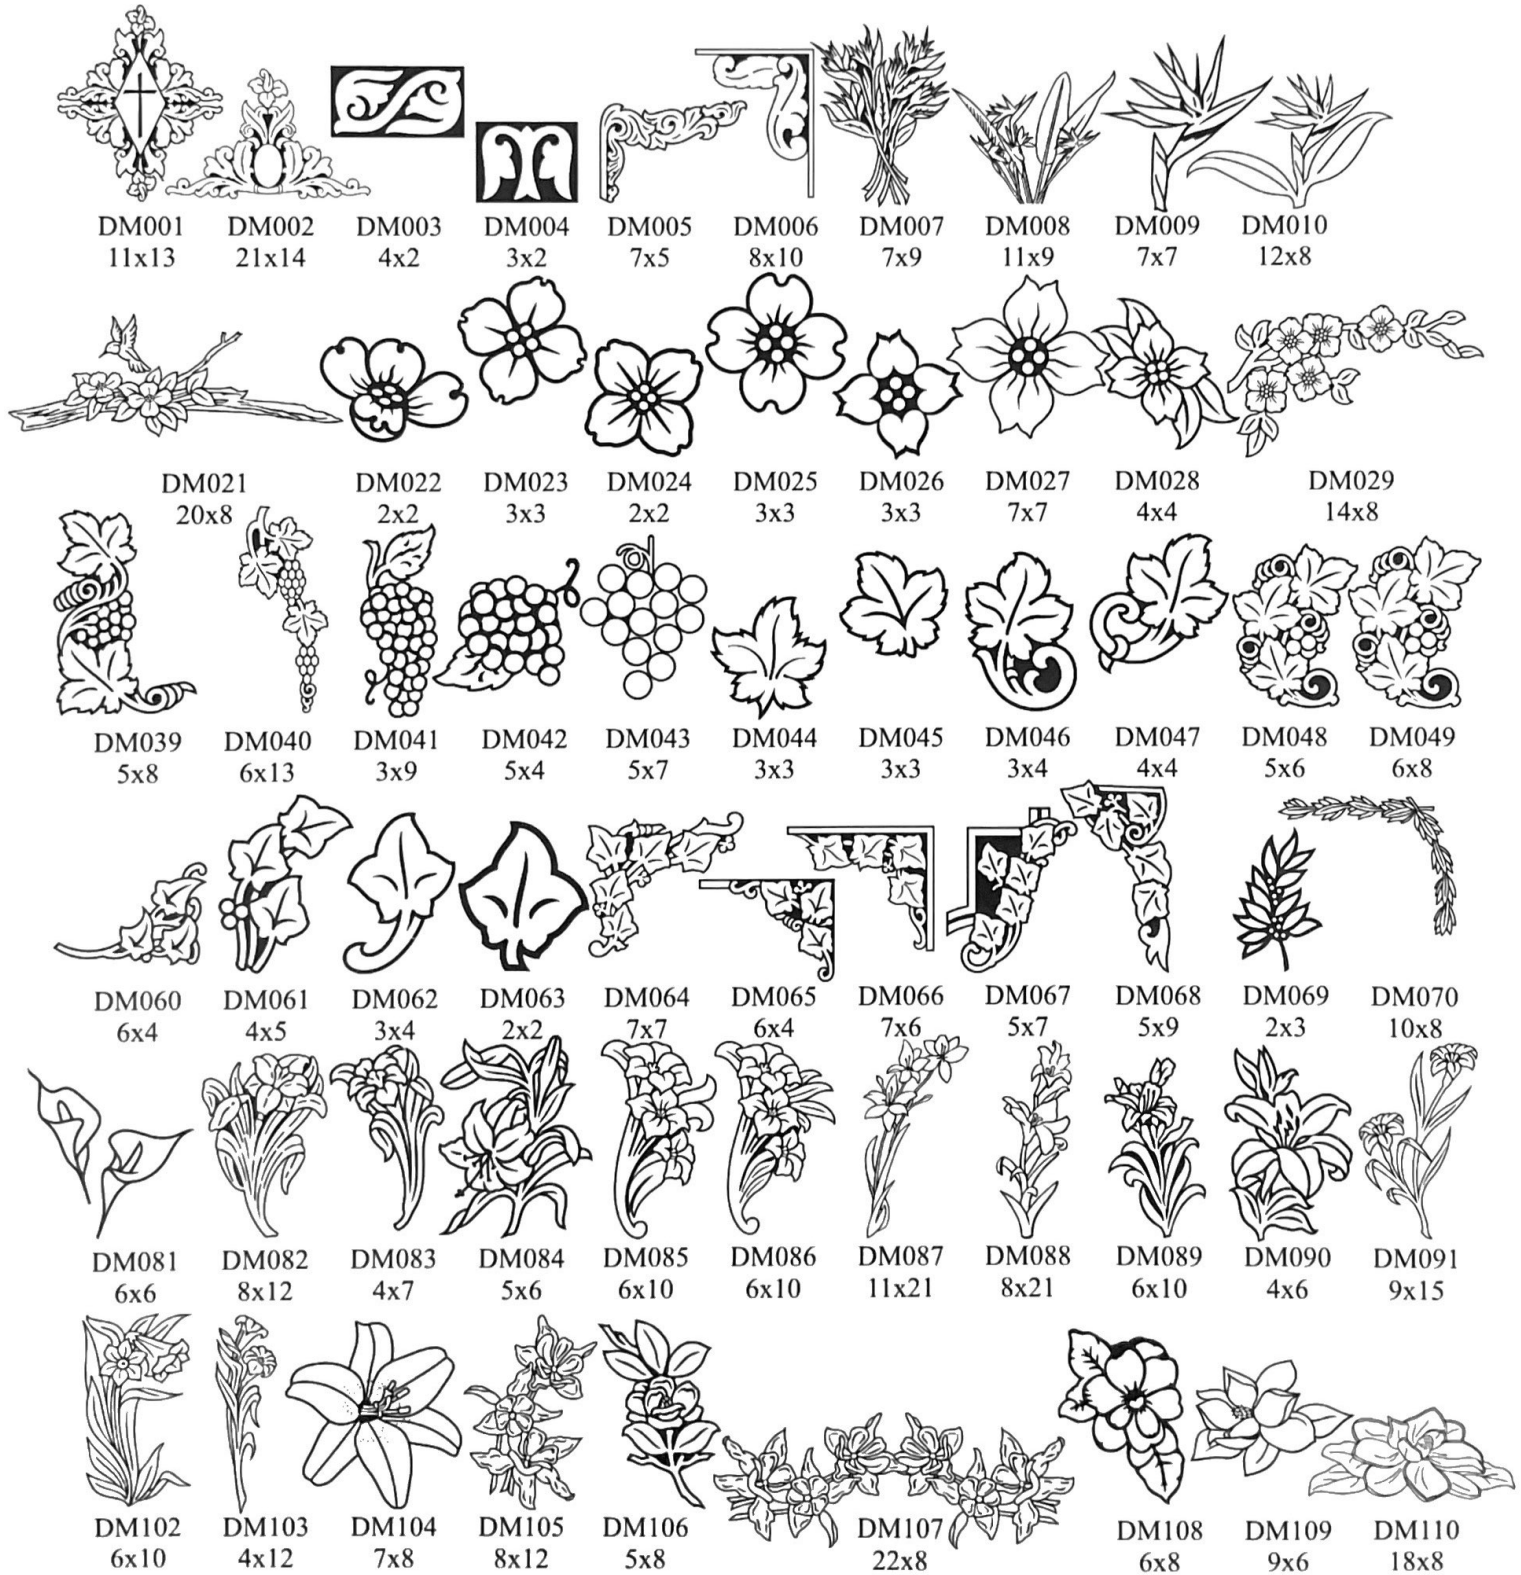 DM001 DM002 DM003 DM004 DM005 DM006 DM007 DM008 DM009 DM010
11x13 21x14 4x2 3x2 7x5 8x10 7x9 11x9 7x7 12x8
DM021 DM022 DM023 DM024 DM025 DM026 DM027 DM028 DM029
20x8 2x2 3x3 2x2 3x3 3x3 7x7 4x4 14x8
DM039 DM040 DM041 DM042 DM043 DM044 DM045 DM046 DM047 DM048 DM049
5x8 6x13 3x9 5x4 5x7 3x3 3x3 3x4 4x4 5x6 6x8
DM060 DM061 DM062 DM063 DM064 DM065 DM066 DM067 DM068 DM069 DM070
6x4 4x5 3x4 2x2 7x7 6x4 7x6 5x7 5x9 2x3 10x8
DM081 DM082 DM083 DM084 DM085 DM086 DM087 DM088 DM089 DM090 DM091
6x6 8x12 4x7 5x6 6x10 6x10 11x21 8x21 6x10 4x6 9x15
DM102 DM103 DM104 DM105 DM106 DM107 DM108 DM109 DM110
6x10 4x12 7x8 8x12 5x8 22x8 6x8 9x6 18x8